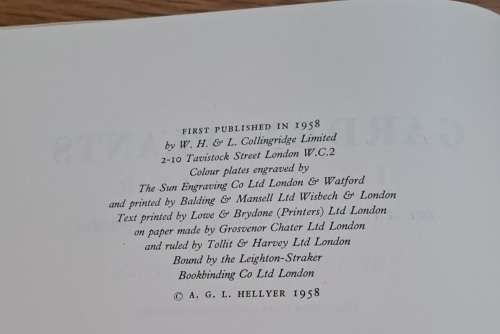 FIRST PUBLISHED IN 1958
by W. H. & L. Collingridge Limited
2-10 Tavistock Street London W.C.2
Colour plates engraved by
The Sun Engraving Co Ltd London & Watford
and printed by Balding & Mansell Ltd Wisbech & London
Text printed by Lowe & Brydone (Printers) Ltd London
on paper made by Grosvenor Chater Ltd London
and ruled by Tollit & Harvey Ltd London
Bound by the Leighton-Straker
Bookbinding Co Ltd London
© A. G. L. HELLYER 1958